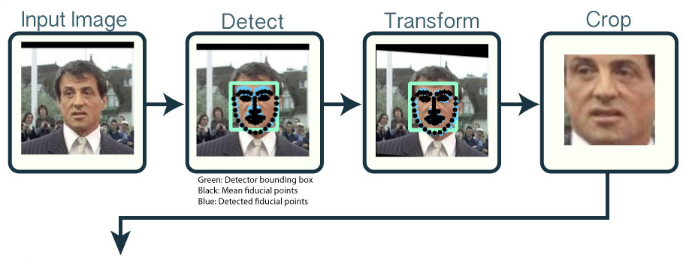 Input Image
Detect
Transform
Crop
Green: Detector bounding box
Black: Mean fiducial points
Blue: Detected fiducial points